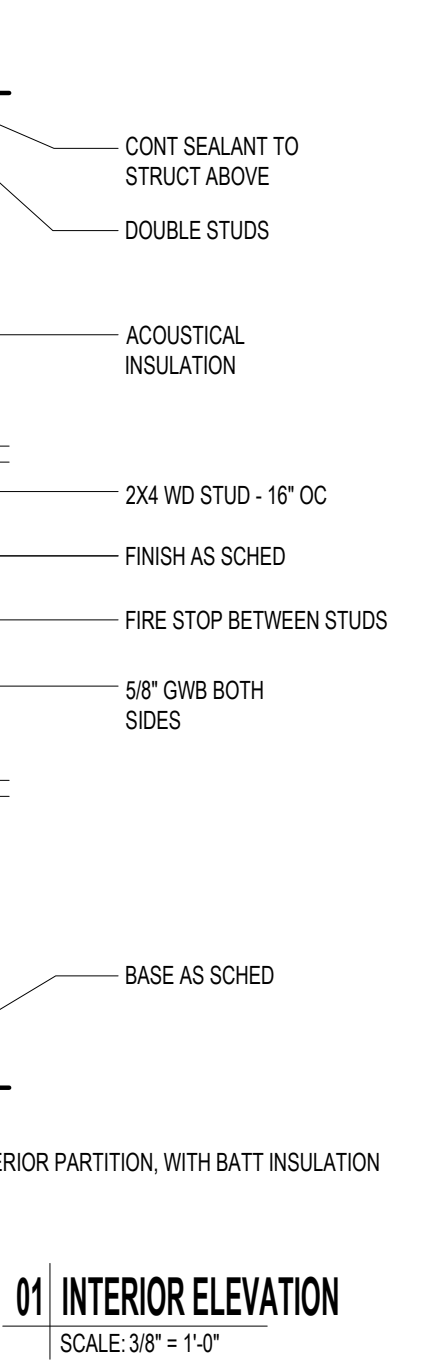 CONT SEALANT TO
STRUCT ABOVE
DOUBLE STUDS
ACOUSTICAL
INSULATION
2X4 WD STUD - 16" OC
FINISH AS SCHED
FIRE STOP BETWEEN STUDS
5/8" GWB BOTH
SIDES
BASE AS SCHED
PARTITION, WITH BATT INSULATION
01 INTERIOR ELEVATION
SCALE: 3/8" = 1'-0"